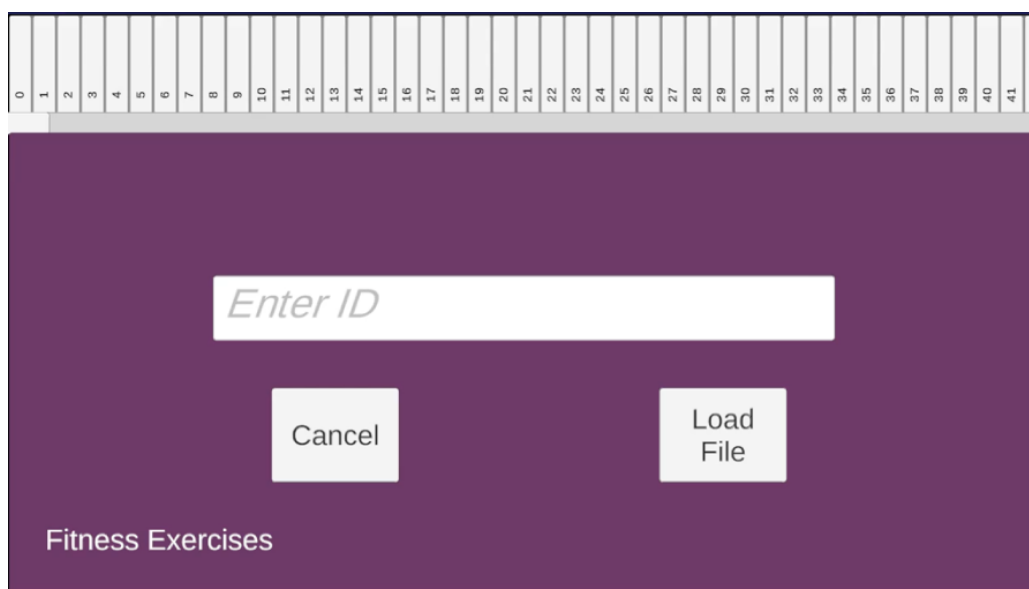 0 1 2 3 4 5 6 7 8 9 10 11 12 13 14 15 16 17 18 19 20 21 22 23 24 25 26 27 28 29 30 31 32 33 34 35 36 37 38 39 40 41
Enter ID
Cancel
Load
File
Fitness Exercises